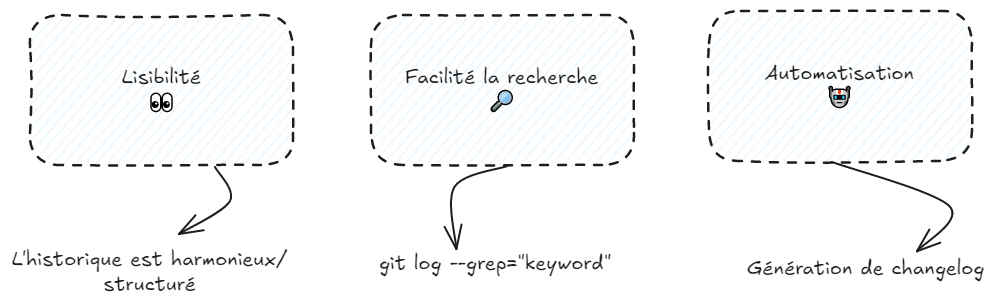 Lisibilité
Facilité la recherche
Automatisation
L'historique est harmonieux/
structuré
git log --grep="keyword"
Génération de changelog